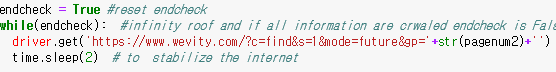 endcheck = True #reset endcheck
while(endcheck):  #infinity roof and if all information are crwaled endcheck is Fal
driver.get('https://www.wevity.com/?c=find&s=1&mode=future&gp='+str(pagenum2)+'')
time.sleep(2)  # to  stabilize the internet